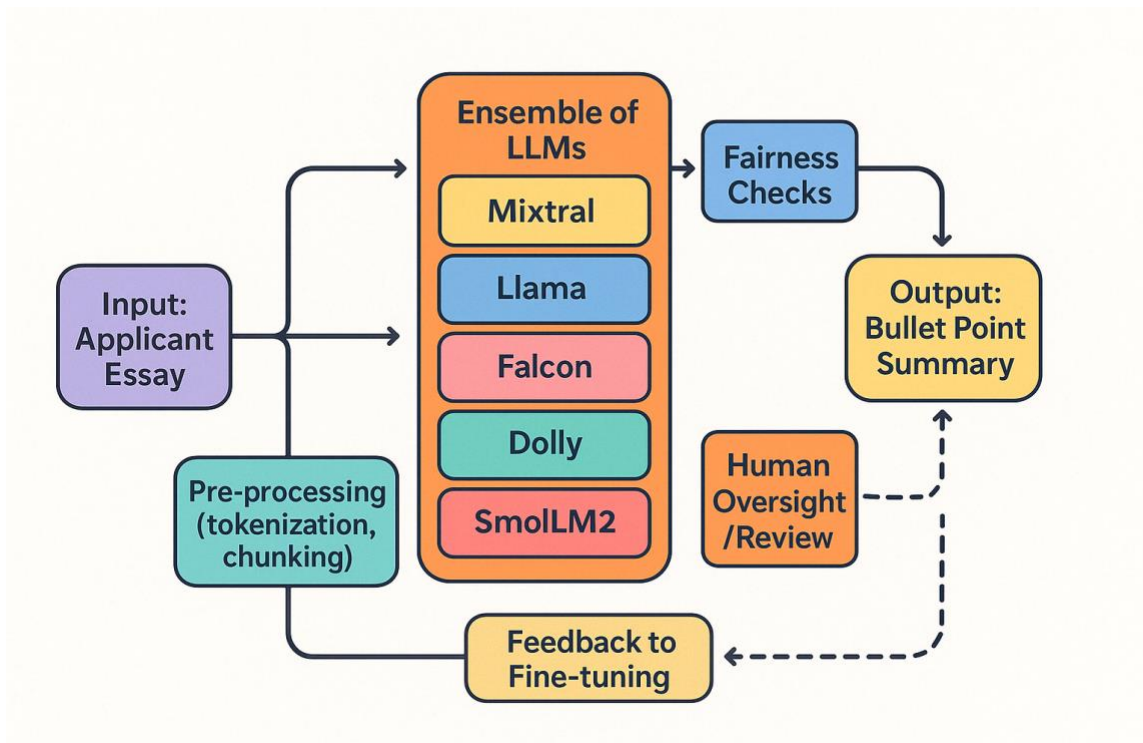 Input:
Applicant
Essay
Pre-processing
(tokenization,
chunking)
Ensemble of
LLMs
Mixtral
Llama
Falcon
Dolly
SmolLM2
Fairness
Checks
Output:
Bullet Point
Summary
Human
Oversight
/Review
Feedback to
Fine-tuning